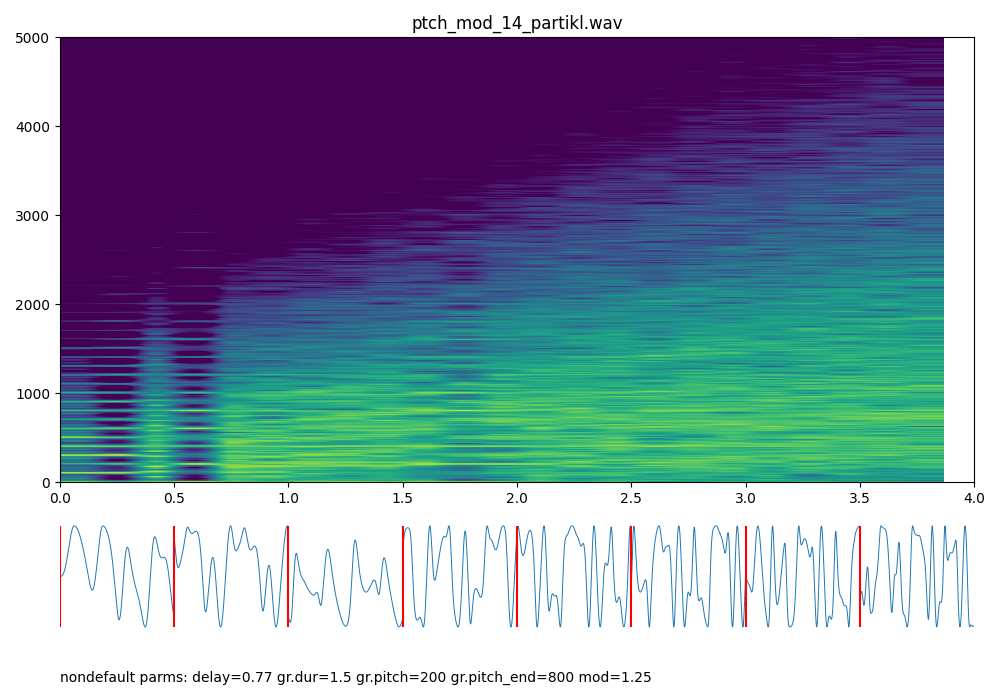 ptch_mod_14_partikl.wav
5000
4000
3000
2000
1000
0
0.0 0.5 1.0 1.5 2.0 2.5 3.0 3.5 4.0
nondefault parms: delay=0.77 gr.dur=1.5 gr.pitch=200 gr.pitch_end=800 mod=1.25